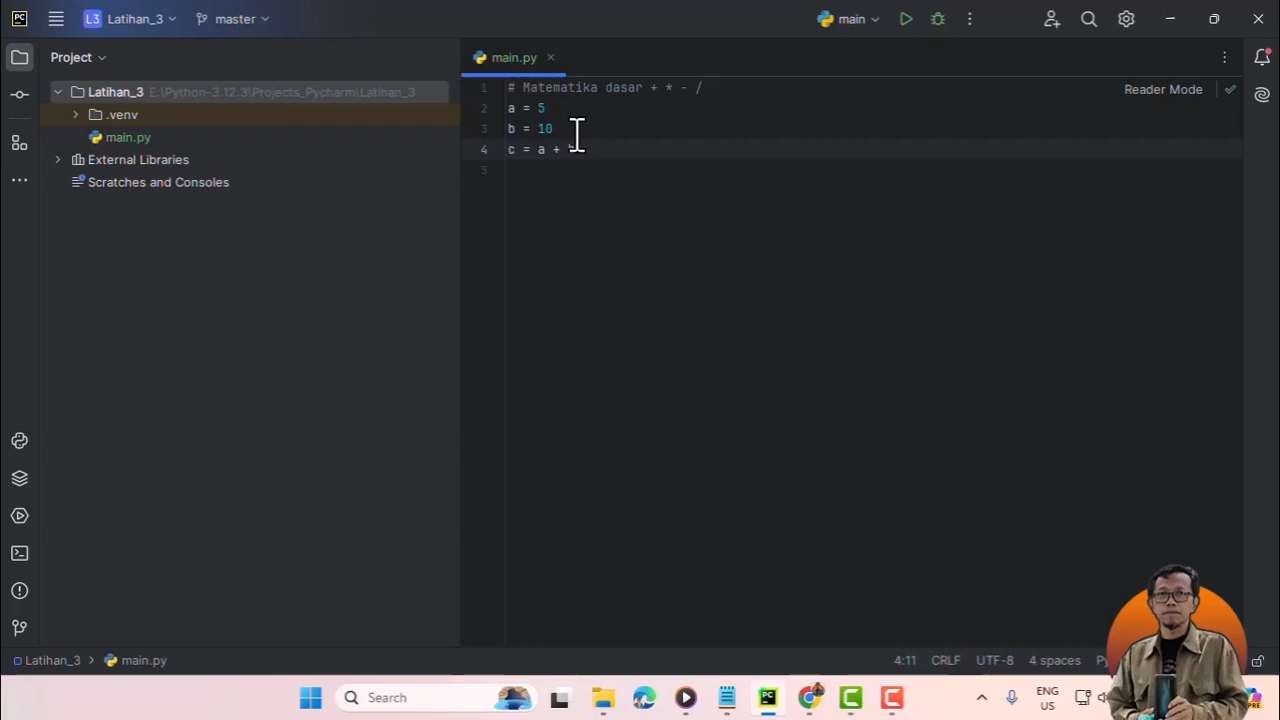 PC
L3 Latihan_3
master
main
Project
main.py
Latihan_3 E:\Python-3.12.3\Projects_Pycharm\Latihan_3
.venv
main.py
External Libraries
Scratches and Consoles
Reader Mode
1 # Matematika dasar + * - /
2 a = 5
3 b = 10
4 c = a +
5
Latihan_3
main.py
4:11
CRLF
UTF-8
4 spaces
Search
ENG
US
PRE